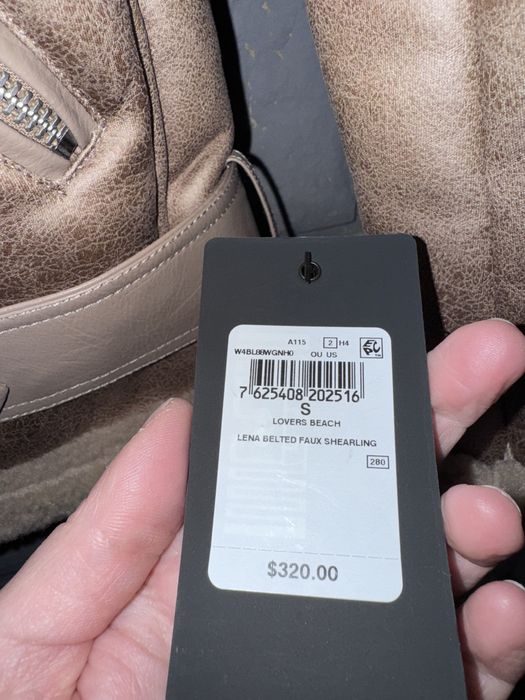 A115 2 H4
W4BL88WGNH0 OU US
7 625408 202516
S
LOVERS BEACH
LENA BELTED FAUX SHEARLING
280
$320.00